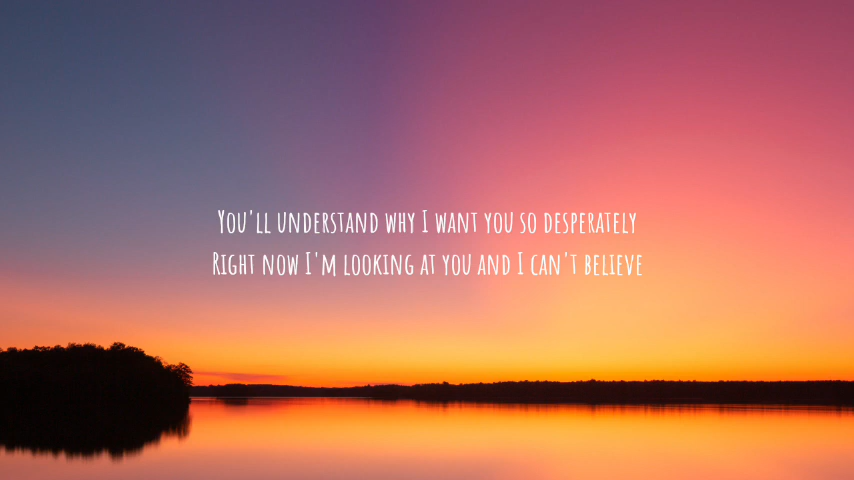 You'll understand why I want you so desperately
Right now I'm looking at you and I can't believe